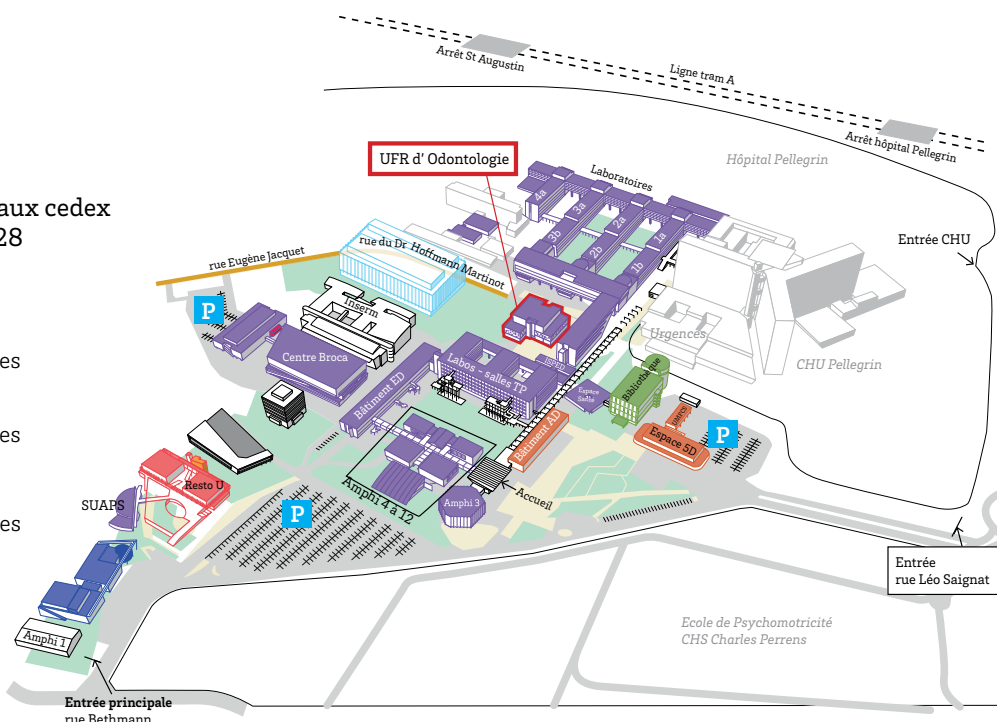 Arrêt St Augustin
Ligne tram A
Arrêt hôpital Pellegrin
Hôpital Pellegrin
UFR d' Odontologie
Laboratoires
4a
3a
2a
1a
3b
2b
1b
aux cedex
28
Entrée CHU
rue du Dr Hoffmann Martinot
rue Eugène Jacquet
P
Inserm
Urgences
CHU Pellegrin
es
Centre Broca
Labos - salles TP
ISPED
Espace
Santé
Bibliothèque
Bâtiment ED
Bâtiment AD
Espace 5D
P
es
Resto U
Amphi 4 à 12
Amphi 3
Accueil
SUAPS
P
es
Entrée
rue Léo Saignat
Ecole de Psychomotricité
CHS Charles Perrens
Amphi 1
Entrée principale
rue Bethmann